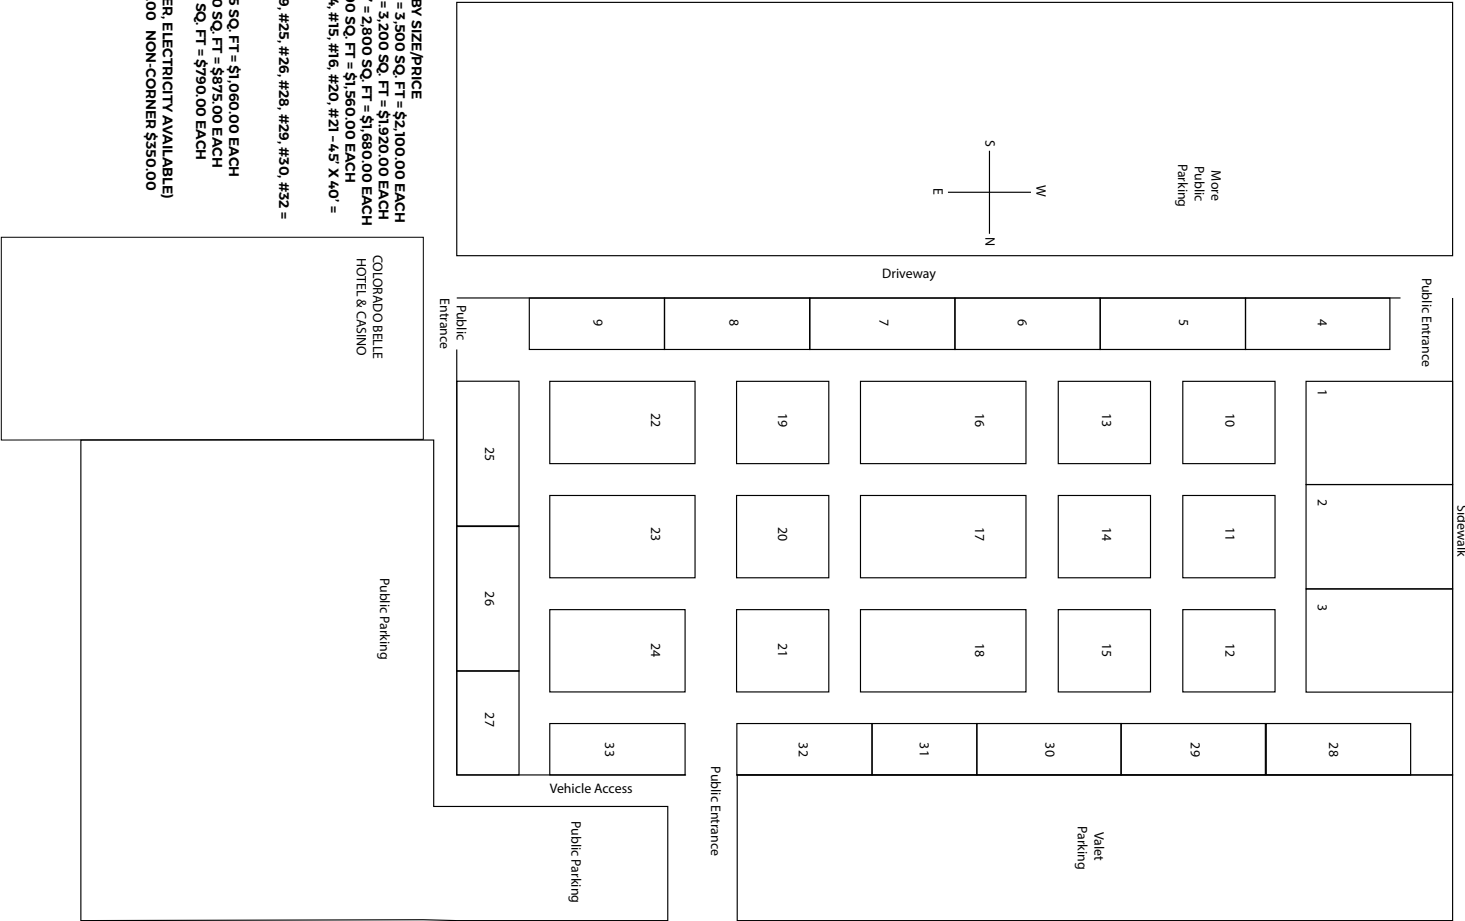 BY SIZE/PRICE
= 3,500 SQ. FT = $2,100.00 EACH
= 3,200 SQ. FT = $1.920.00 EACH
= 2,800 SQ. FT = $1,680.00 EACH
00 SQ. FT = $1,560.00 EACH
#15, #16, #20, #21 – 45' X 40' =
9, #25, #26, #28, #29, #30, #32 =
5 SQ. FT = $1,060.00 EACH
0 SQ. FT = $875.00 EACH
SQ. FT = $790.00 EACH
ER, ELECTRICITY AVAILABLE)
.00 NON-CORNER $350.00
More
Public
Parking
S
W
E
N
Driveway
Public Entrance
Public
Entrance
COLORADO BELLE
HOTEL & CASINO
9
8
7
6
5
4
1
22
19
16
13
10
25
2
23
20
17
14
11
Sidewalk
26
3
24
21
18
15
12
27
33
32
31
30
29
28
Public Parking
Vehicle Access
Public Entrance
Public Parking
Valet
Parking